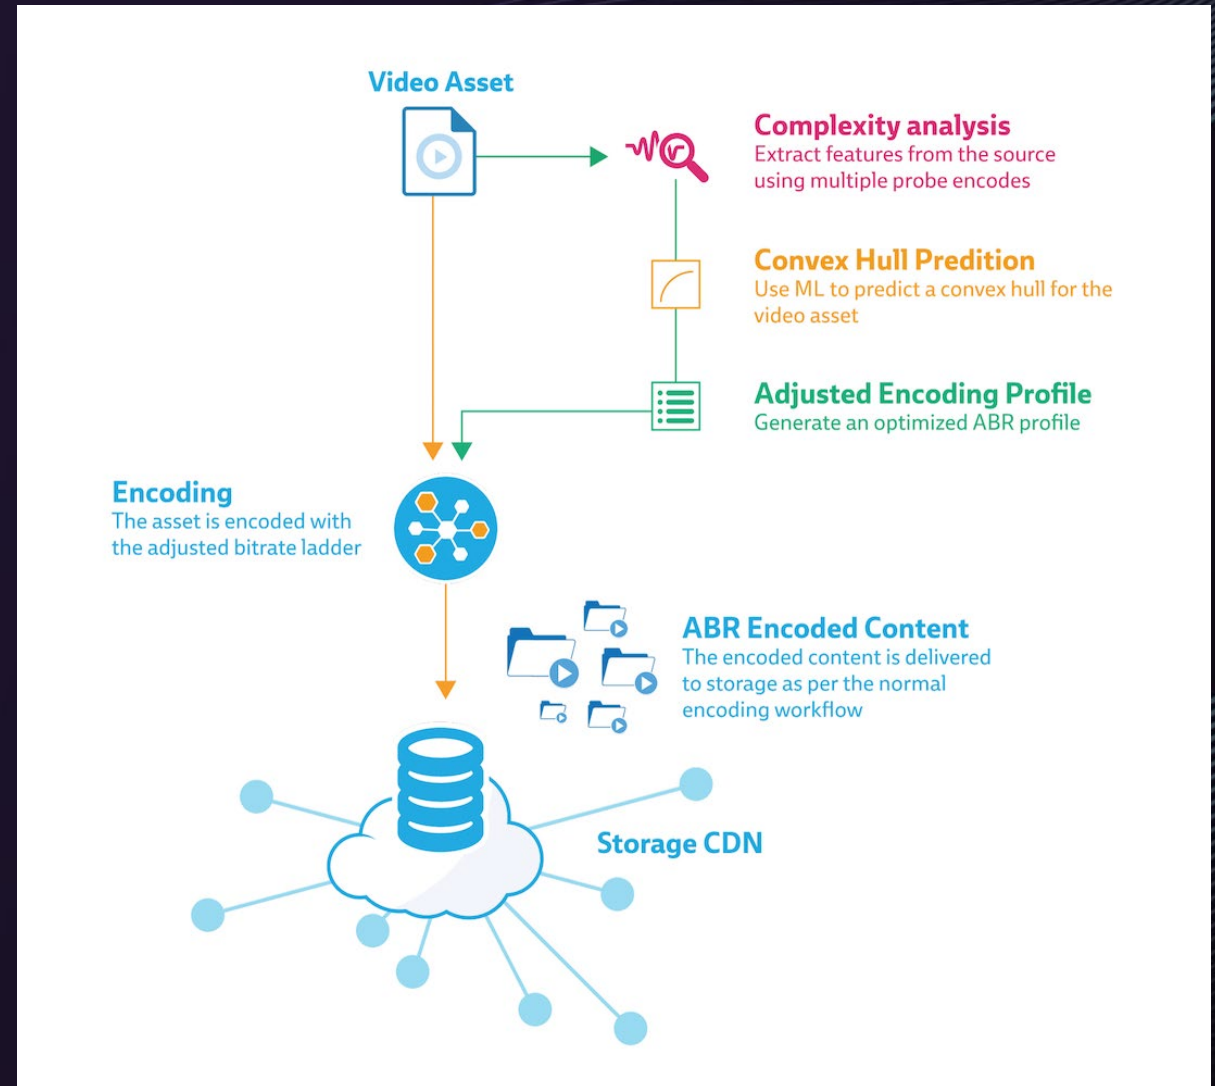 Video Asset
Complexity analysis
Extract features from the source
using multiple probe encodes
Convex Hull Predition
Use ML to predict a convex hull for the
video asset
Adjusted Encoding Profile
Generate an optimized ABR profile
Encoding
The asset is encoded with
the adjusted bitrate ladder
ABR Encoded Content
The encoded content is delivered
to storage as per the normal
encoding workflow
Storage CDN